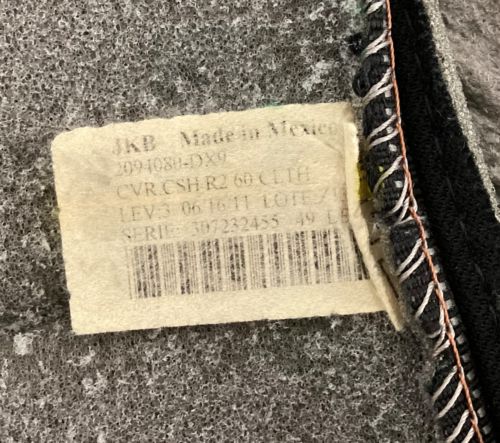 JKB Made in Mexico
2094080-DX9
CVR CSH R2 60 CLTH
LEV.3 06 16 11 LOTE
SERIE: 307232455 49